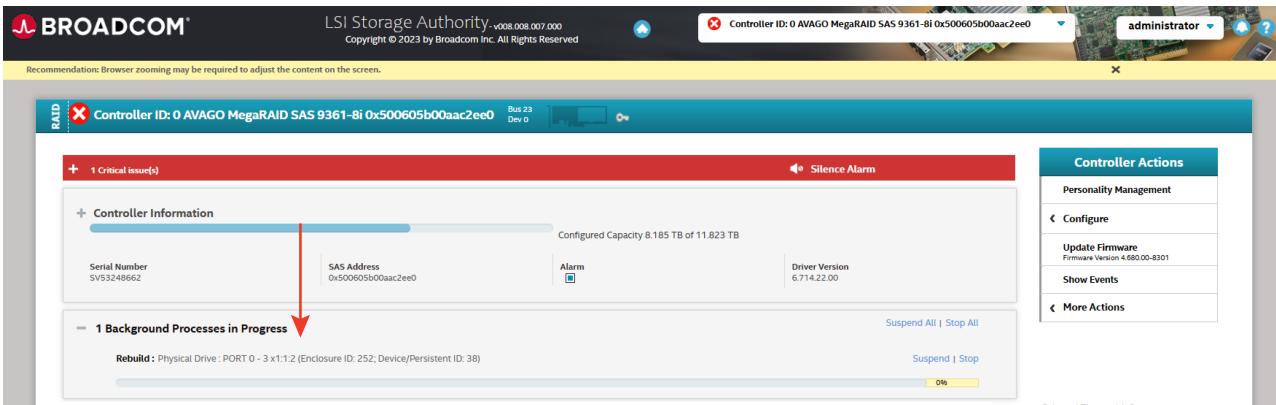 BROADCOM®
LSI Storage Authority- v008.008.007.000
Copyright © 2023 by Broadcom Inc. All Rights Reserved
Controller ID: 0 AVAGO MegaRAID SAS 9361-8i 0x500605b00aac2ee0
administrator
?
Recommendation: Browser zooming may be required to adjust the content on the screen.
RAID
Controller ID: 0 AVAGO MegaRAID SAS 9361-8i 0x500605b00aac2ee0
Bus 23
Dev 0
1 Critical issue(s)
Silence Alarm
Controller Information
Configured Capacity 8.185 TB of 11.823 TB
Serial Number
SV53248662
SAS Address
0x500605b00aac2ee0
Alarm
Driver Version
6.714.22.00
1 Background Processes in Progress
Suspend All | Stop All
Rebuild : Physical Drive : PORT 0 - 3 x1:1:2 (Enclosure ID: 252; Device/Persistent ID: 38)
Suspend | Stop
0%
Controller Actions
Personality Management
Configure
Update Firmware
Firmware Version 4.680.00-8301
Show Events
More Actions